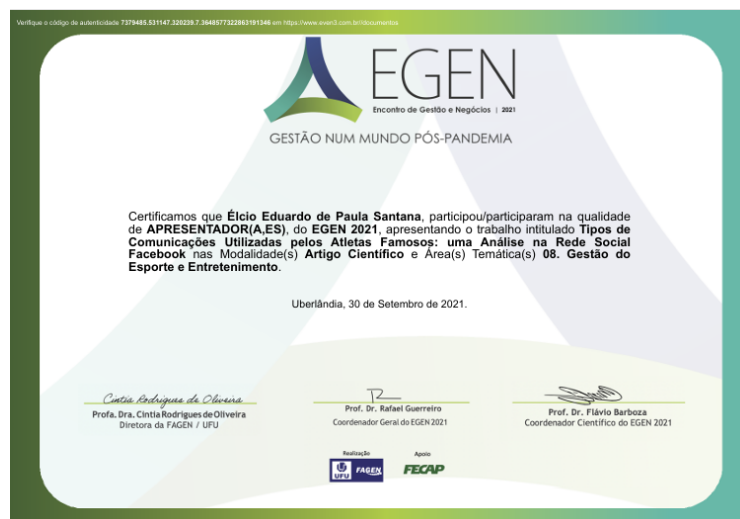 Verifique o código de autenticidade 7379485.531147.320239.7.3640577322863191346 em https://www.even3.com.br/documentos
EGEN
Encontro de Gestão e Negócios | 2021
GESTÃO NUM MUNDO PÓS-PANDEMIA
Certificamos que Élcio Eduardo de Paula Santana, participou/participaram na qualidade
de APRESENTADOR(A,ES), do EGEN 2021, apresentando o trabalho intitulado Tipos de
Comunicações Utilizadas pelos Atletas Famosos: uma Análise na Rede Social
Facebook nas Modalidade(s) Artigo Científico e Área(s) Temática(s) 08. Gestão do
Esporte e Entretenimento.
Uberlândia, 30 de Setembro de 2021.
Cintia Rodrigues de Oliveira
Profa. Dra. Cintia Rodrigues de Oliveira
Diretora da FAGEN / UFU
Prof. Dr. Rafael Guerreiro
Coordenador Geral do EGEN 2021
Prof. Dr. Flávio Barboza
Coordenador Científico do EGEN 2021
Realização
Apoio
UFU FAGEN
FECAP